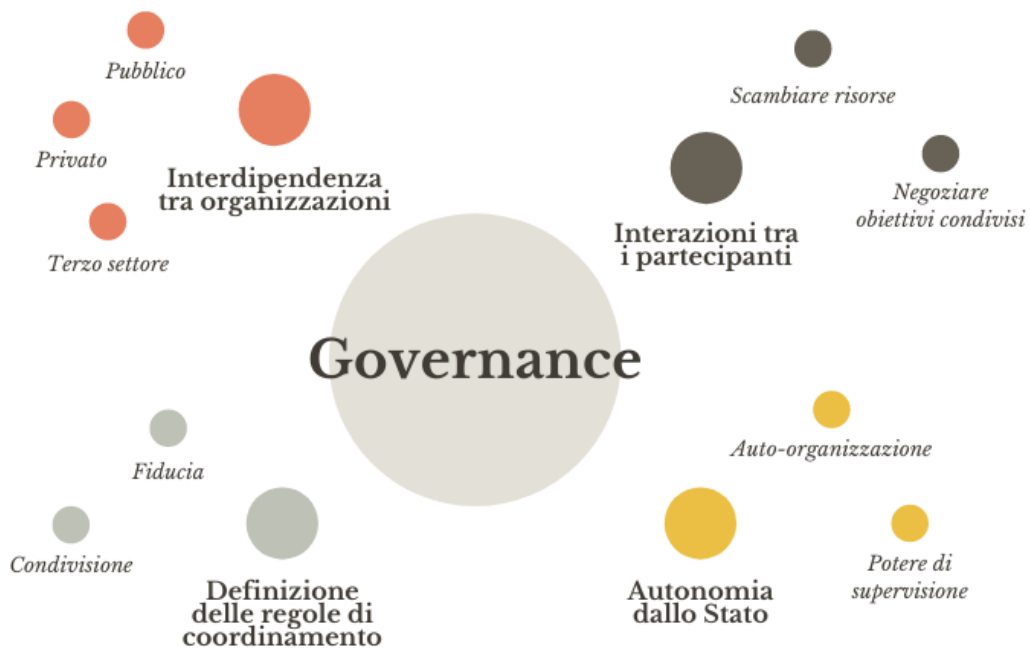 Pubblico
Privato
Terzo settore
Interdipendenza
tra organizzazioni
Scambiare risorse
Negoziare
obiettivi condivisi
Interazioni tra
i partecipanti
Governance
Fiducia
Condivisione
Definizione
delle regole di
coordinamento
Auto-organizzazione
Potere di
supervisione
Autonomia
dallo Stato